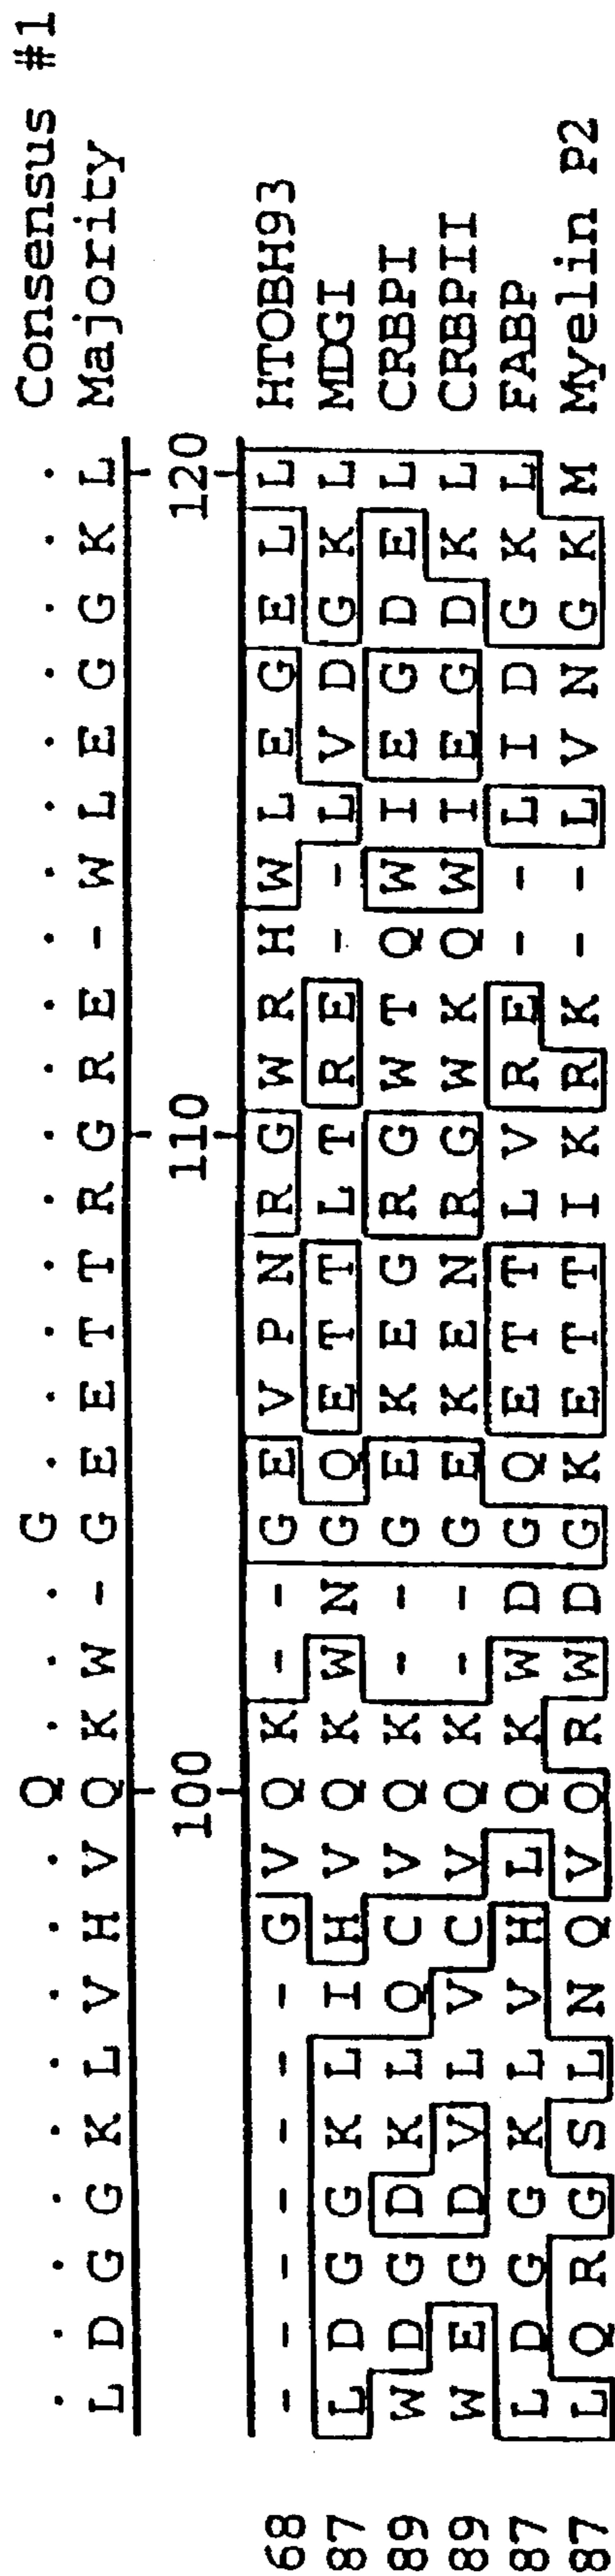 . . . . . . . . . Q . . . G . . . . . . . . . . . . . . . . Consensus #1
L D G G K L V H V Q K W - G E E T T R G R E - W L E G G K L Majority
100 110 120
68 - - - - - - - G V Q K - - G E V P N R G W R H W L E G E L L HTOBH93
87 L D G G K L I H V Q K W N G Q E T T L T R E - - L V D G K L MDGI
89 W D G D K L Q C V Q K - - G E K E G R G W T Q W I E G D E L CRBPI
89 W E G D V L V C V Q K - - G E K E N R G W K Q W I E G D K L CRBPII
87 L D G G K L V H L Q K W D G Q E T T L V R E - - L I D G K L FABP
87 L Q R G S L N Q V Q R W D G K E T T I K R K - - L V N G K M Myelin P2